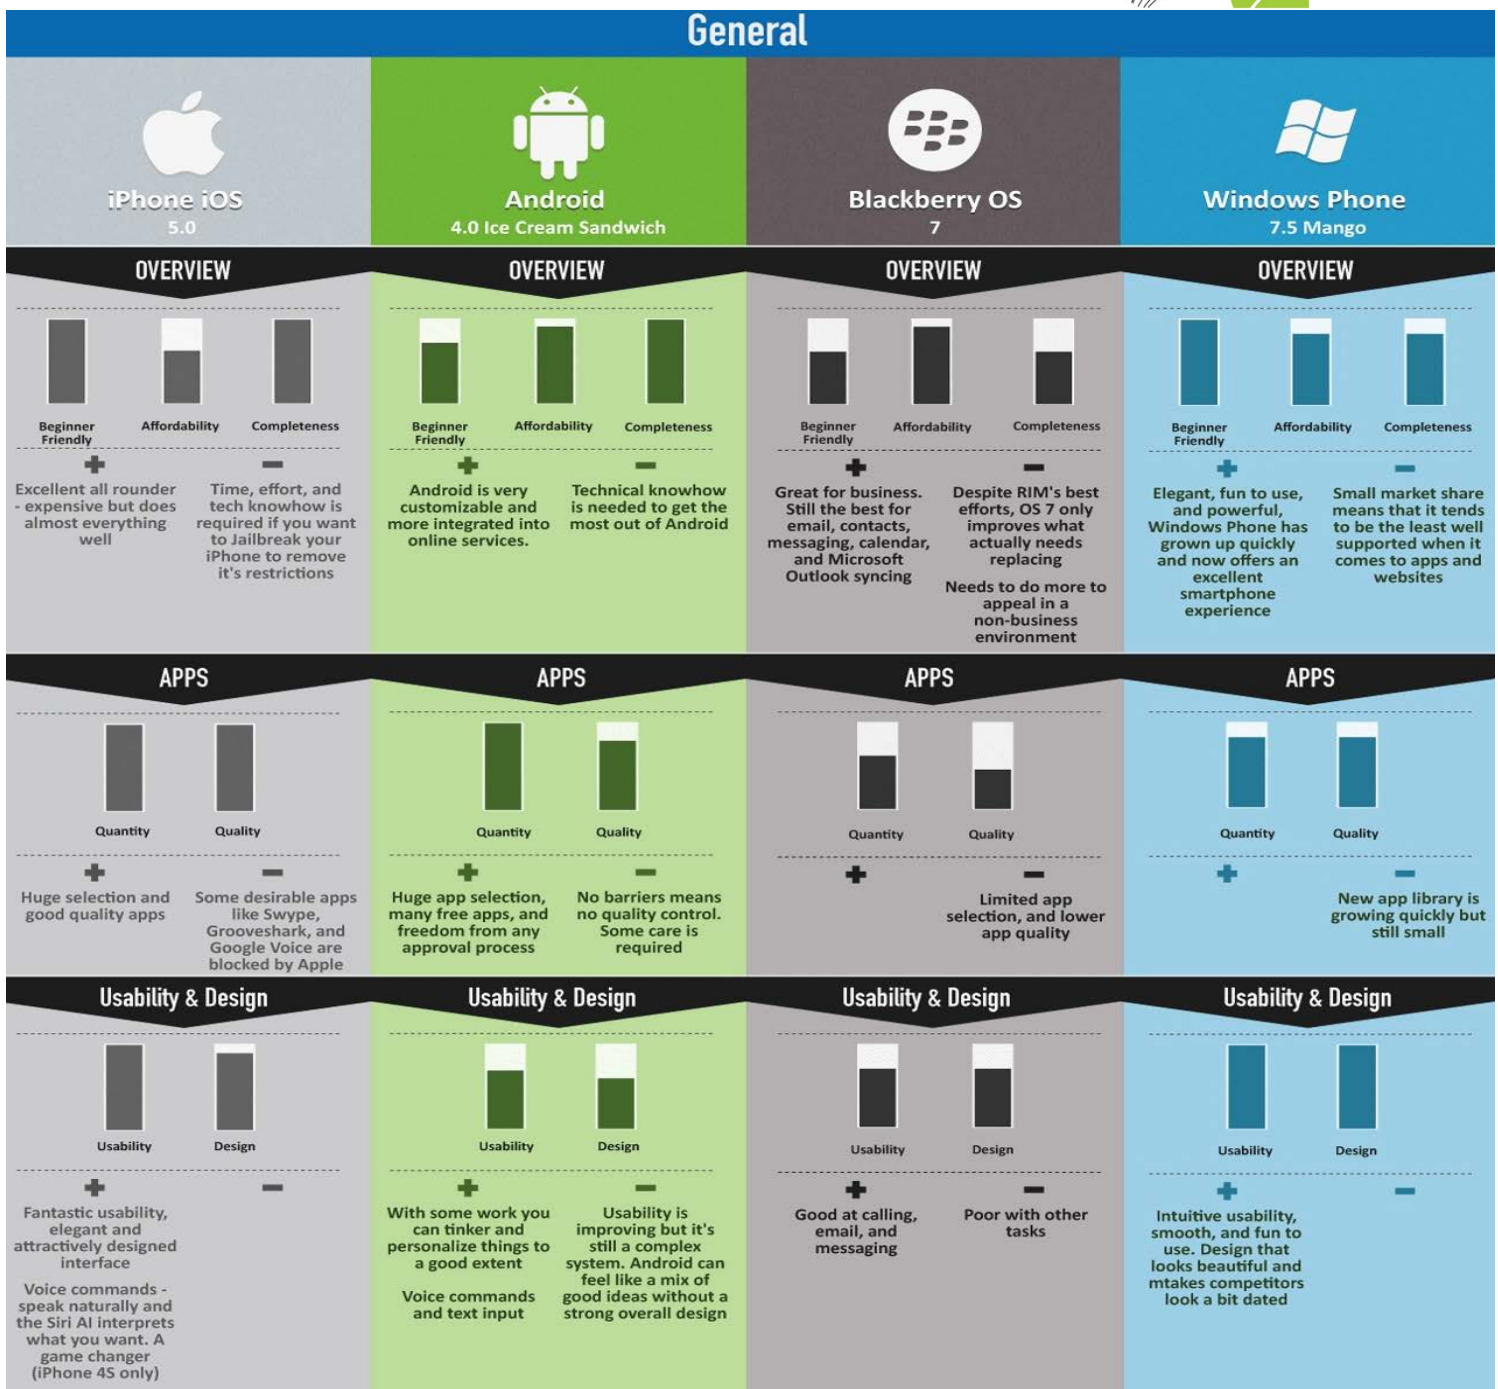 General
iPhone iOS
5.0
Android
4.0 Ice Cream Sandwich
Blackberry OS
7
Windows Phone
7.5 Mango
OVERVIEW
OVERVIEW
OVERVIEW
OVERVIEW
Beginner
Friendly
Affordability
Completeness
Beginner
Friendly
Affordability
Completeness
Beginner
Friendly
Affordability
Completeness
Beginner
Friendly
Affordability
Completeness
Excellent all rounder
- expensive but does
almost everything
well
Time, effort, and
tech knowhow is
required if you want
to Jailbreak your
iPhone to remove
it's restrictions
Android is very
customizable and
more integrated into
online services.
Technical knowhow
is needed to get the
most out of Android
Great for business.
Still the best for
email, contacts,
messaging, calendar,
and Microsoft
Outlook syncing
Despite RIM's best
efforts, OS 7 only
improves what
actually needs
replacing
Needs to do more to
appeal in a
non-business
environment
Elegant, fun to use,
and powerful,
Windows Phone has
grown up quickly
and now offers an
excellent
smartphone
experience
Small market share
means that it tends
to be the least well
supported when it
comes to apps and
websites
APPS
APPS
APPS
APPS
Quantity
Quality
Quantity
Quality
Quantity
Quality
Quantity
Quality
Huge selection and
good quality apps
Some desirable apps
like Swype,
Grooveshark, and
Google Voice are
blocked by Apple
Huge app selection,
many free apps, and
freedom from any
approval process
No barriers means
no quality control.
Some care is
required
Limited app
selection, and lower
app quality
New app library is
growing quickly but
still small
Usability & Design
Usability & Design
Usability & Design
Usability & Design
Usability
Design
Usability
Design
Usability
Design
Usability
Design
Fantastic usability,
elegant and
attractively designed
interface
Voice commands -
speak naturally and
the Siri AI interprets
what you want. A
game changer
(iPhone 4S only)
With some work you
can tinker and
personalize things to
a good extent
Voice commands
and text input
Usability is
improving but it's
still a complex
system. Android can
feel like a mix of
good ideas without a
strong overall design
Good at calling,
email, and
messaging
Poor with other
tasks
Intuitive usability,
smooth, and fun to
use. Design that
looks beautiful and
mtakes competitors
look a bit dated